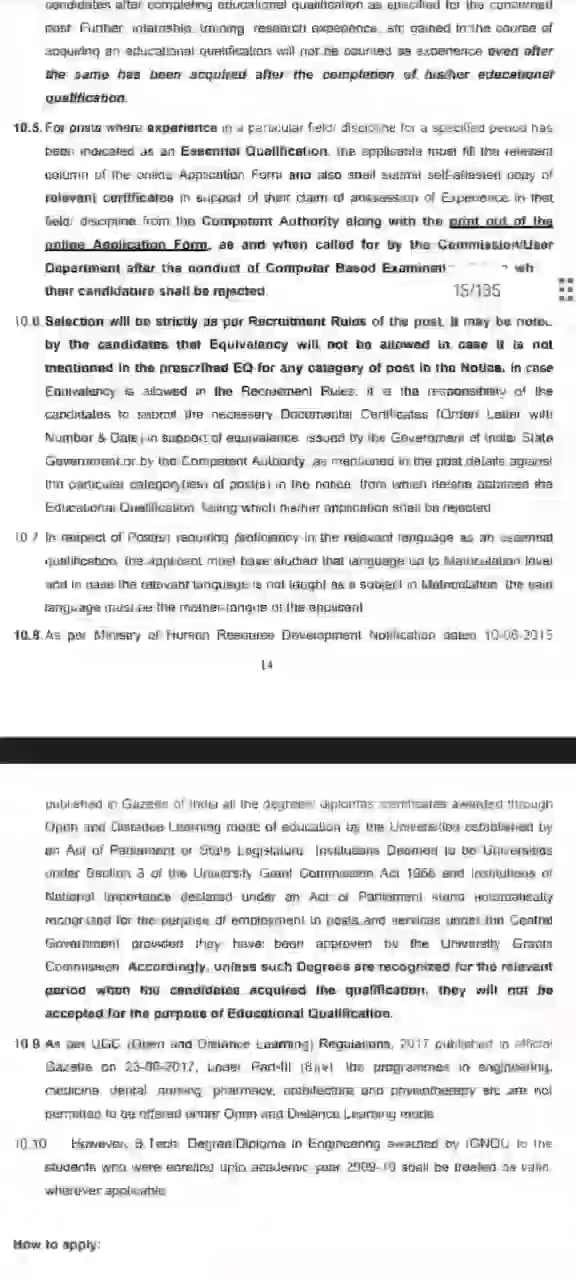 candidates after completing educational qualification as specified for the concerned
post. Further internship, training, research experience, etc gained in the course of
acquiring an educational qualification will not be counted as experience even after
the same has been acquired after the completion of his/her educational
qualification.
10.5. For posts where experience in a particular field/ discipline for a specified period has
been indicated as an Essential Qualification, the applicants must fill the relevant
column of the online Application Form and also shall submit self-attested copy of
relevant certificates in support of their claim of possession of Experience in that
field/ discipline from the Competent Authority along with the print out of the
online Application Form, as and when called for by the Commission/User
Department after the conduct of Computer Based Examinati wh
their candidature shall be rejected.
15/135
10.6. Selection will be strictly as per Recruitment Rules of the post. It may be noted
by the candidates that Equivalency will not be allowed in case it is not
mentioned in the prescribed EQ for any category of post in the Notice. In case
Equivalency is allowed in the Recruitment Rules, it is the responsibility of the
candidates to submit the necessary Documents/ Certificates (Order/ Letter with
Number & Date) in support of equivalence issued by the Government of India/ State
Government or by the Competent Authority, as mentioned in the post details against
the particular category(ies) of post(s) in the notice, from which he/she obtained the
Educational Qualification, failing which his/her application shall be rejected.
10.7 In respect of Post(s) requiring proficiency in the relevant language as an essential
qualification, the applicant must have studied that language up to Matriculation level
and in case the relevant language is not taught as a subject in Matriculation, the said
language must be the mother-tongue of the applicant.
10.8. As per Ministry of Human Resource Development Notification dated 10-06-2015
14
published in Gazette of India all the degrees/ diplomas/ certificates awarded through
Open and Distance Learning mode of education by the Universities established by
an Act of Parliament or State Legislature, Institutions Deemed to be Universities
under Section 3 of the University Grant Commission Act 1956 and Institutions of
National Importance declared under an Act of Parliament stand automatically
recognized for the purpose of employment to posts and services under the Central
Government provided they have been approved by the University Grants
Commission. Accordingly, unless such Degrees are recognized for the relevant
period when the candidates acquired the qualification, they will not be
accepted for the purpose of Educational Qualification.
10.9 As per UGC (Open and Distance Learning) Regulations, 2017 published in official
Gazette on 23-06-2017, under Part-III (8)(v), the programmes in engineering,
medicine, dental, nursing, pharmacy, architecture and physiotherapy etc are not
permitted to be offered under Open and Distance Learning mode.
10.10 However, B.Tech. Degree/Diploma in Engineering awarded by IGNOU to the
students who were enrolled upto academic year 2009-10 shall be treated as valid,
wherever applicable.
How to apply: